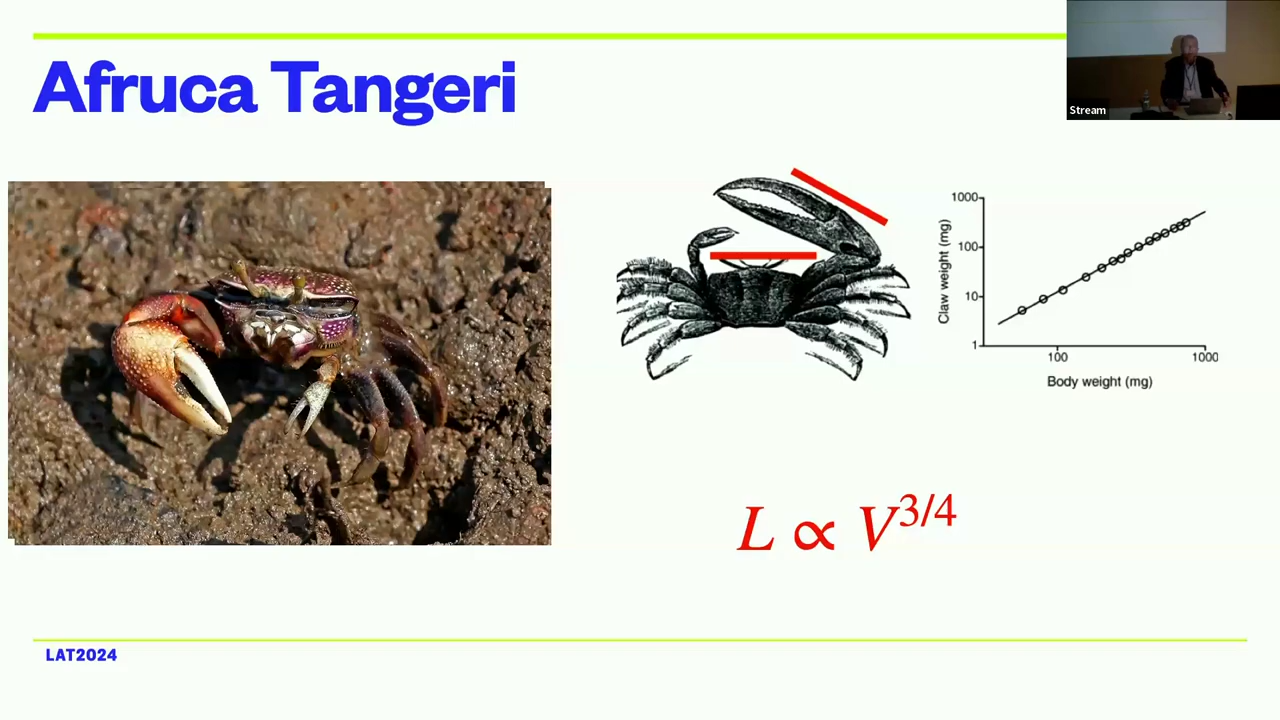 Afruca Tangeri
Stream
1000
100
10
1
Claw weight (mg)
100
1000
Body weight (mg)
L ∝ V^{3/4}
LAT2024